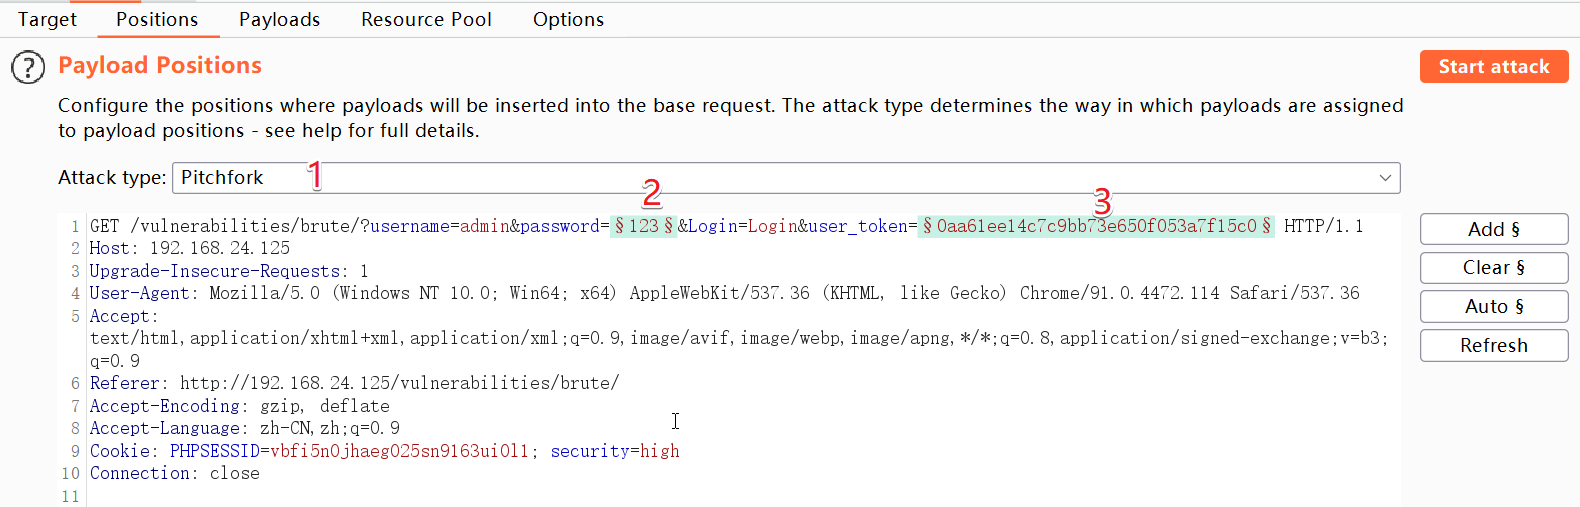 Target Positions Payloads Resource Pool Options
? Payload Positions
Start attack
Configure the positions where payloads will be inserted into the base request. The attack type determines the way in which payloads are assigned
to payload positions - see help for full details.
Attack type: Pitchfork 1
2 3
1 GET /vulnerabilities/brute/?username=admin&password=§123§&Login=Login&user_token=§0aa61ee14c7c9bb73e650f053a7f15c0§ HTTP/1.1
2 Host: 192.168.24.125
3 Upgrade-Insecure-Requests: 1
4 User-Agent: Mozilla/5.0 (Windows NT 10.0; Win64; x64) AppleWebKit/537.36 (KHTML, like Gecko) Chrome/91.0.4472.114 Safari/537.36
5 Accept:
text/html,application/xhtml+xml,application/xml;q=0.9,image/avif,image/webp,image/apng,*/*;q=0.8,application/signed-exchange;v=b3;
q=0.9
6 Referer: http://192.168.24.125/vulnerabilities/brute/
7 Accept-Encoding: gzip, deflate
8 Accept-Language: zh-CN,zh;q=0.9
9 Cookie: PHPSESSID=vbfi5n0jhaeg025sn9163ui0l1; security=high
10 Connection: close
11
Add §
Clear §
Auto §
Refresh